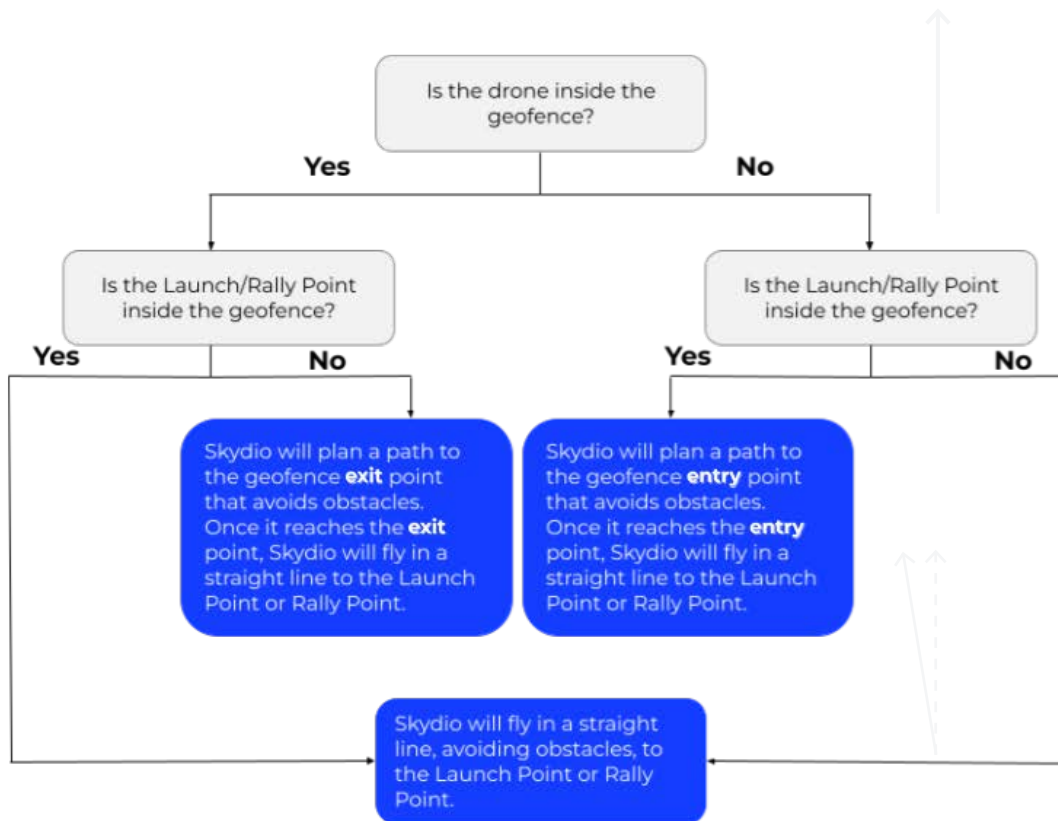 Is the drone inside the
geofence?
Yes
No
Is the Launch/Rally Point
inside the geofence?
Is the Launch/Rally Point
inside the geofence?
Yes
No
Yes
No
Skydio will plan a path to
the geofence exit point
that avoids obstacles.
Once it reaches the exit
point, Skydio will fly in a
straight line to the Launch
Point or Rally Point.
Skydio will plan a path to
the geofence entry point
that avoids obstacles.
Once it reaches the entry
point, Skydio will fly in a
straight line to the Launch
Point or Rally Point.
Skydio will fly in a straight
line, avoiding obstacles, to
the Launch Point or Rally
Point.